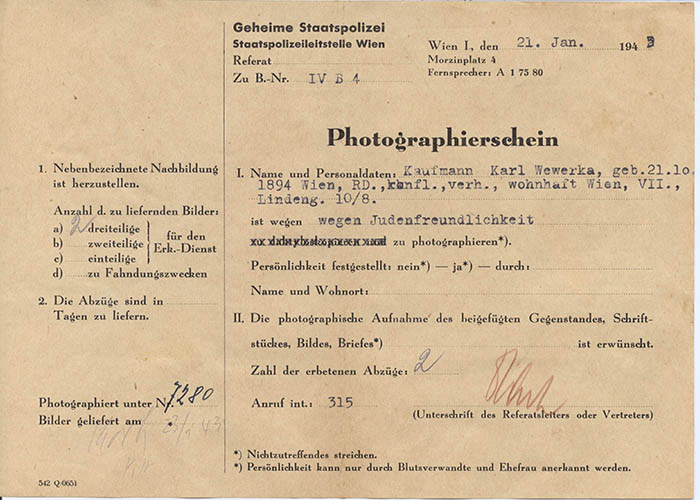 Geheime Staatspolizei
Staatspolizeileitstelle Wien
Referat
Zu B.-Nr. IV B 4
Wien I., den 21. Jan. 1943
Morzinplatz 4
Fernsprecher: A 1 75 80
Photographierschein
1. Nebenbezeichnete Nachbildung
ist herzustellen.
Anzahl d. zu liefernden Bilder:
a) 2 dreiteilige
b) zweiteilige
c) einteilige
für den
Erk.-Dienst
d) zu Fahndungszwecken
2. Die Abzüge sind in
Tagen zu liefern.
Photographiert unter Nr. 7280
Bilder geliefert am
542 Q-0651
I. Name und Personaldaten: Kaufmann Karl Wewerka, geb.21.10.
1894 Wien, RD.,konfl.,verh., wohnhaft Wien, VII.,
Lindeng. 10/8.
ist wegen wegen Judenfreundlichkeit
zu photographieren*).
Persönlichkeit festgestellt: nein*) — ja*) — durch:
Name und Wohnort:
II. Die photographische Aufnahme des beigefügten Gegenstandes, Schrift-
stückes, Bildes, Briefes*) ist erwünscht.
Zahl der erbetenen Abzüge: 2
Anruf int.: 315
(Unterschrift des Referatsleiters oder Vertreters)
*) Nichtzutreffendes streichen.
*) Persönlichkeit kann nur durch Blutsverwandte und Ehefrau anerkannt werden.